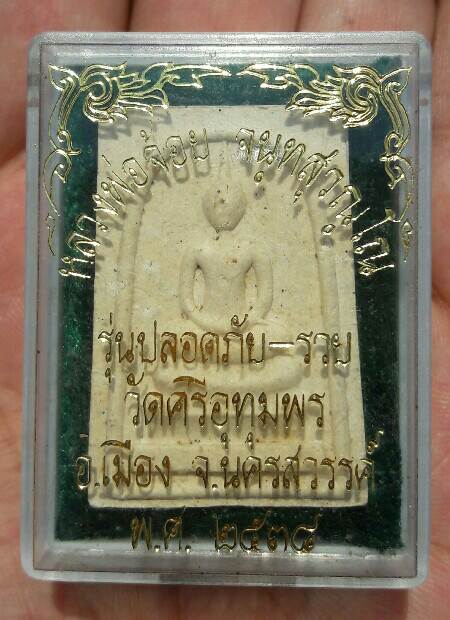 หลวงพ่อจ้อย จนฺทสุวณฺโณ
รุ่นปลอดภัย-รวย
วัดศรีอุทุมพร
อ.เมือง จ.นครสวรรค์
พ.ศ. ๒๕๓๘